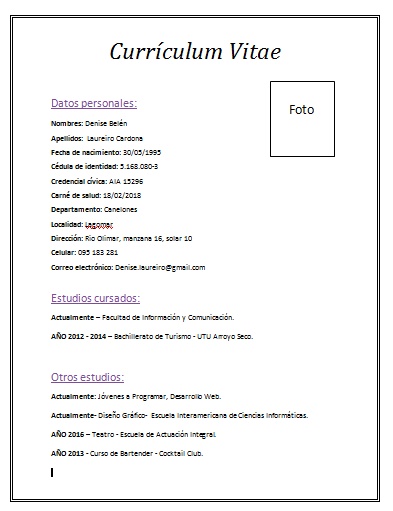 Currículum Vitae
Foto
Datos personales:
Nombres: Denise Belén
Apellidos: Laureiro Cardona
Fecha de nacimiento: 30/05/1995
Cédula de identidad: 5.168.080-3
Credencial cívica: AIA 15296
Carné de salud: 18/02/2018
Departamento: Canelones
Localidad: Lagomar
Dirección: Rio Olimar, manzana 16, solar 10
Celular: 095 183 281
Correo electrónico: Denise.laureiro@gmail.com
Estudios cursados:
Actualmente – Facultad de Información y Comunicación.
AÑO 2012 - 2014 – Bachillerato de Turismo - UTU Arroyo Seco.
Otros estudios:
Actualmente: Jóvenes a Programar, Desarrollo Web.
Actualmente- Diseño Gráfico- Escuela Interamericana de Ciencias Informáticas.
AÑO 2016 – Teatro - Escuela de Actuación Integral.
AÑO 2013 - Curso de Bartender - Cocktail Club.